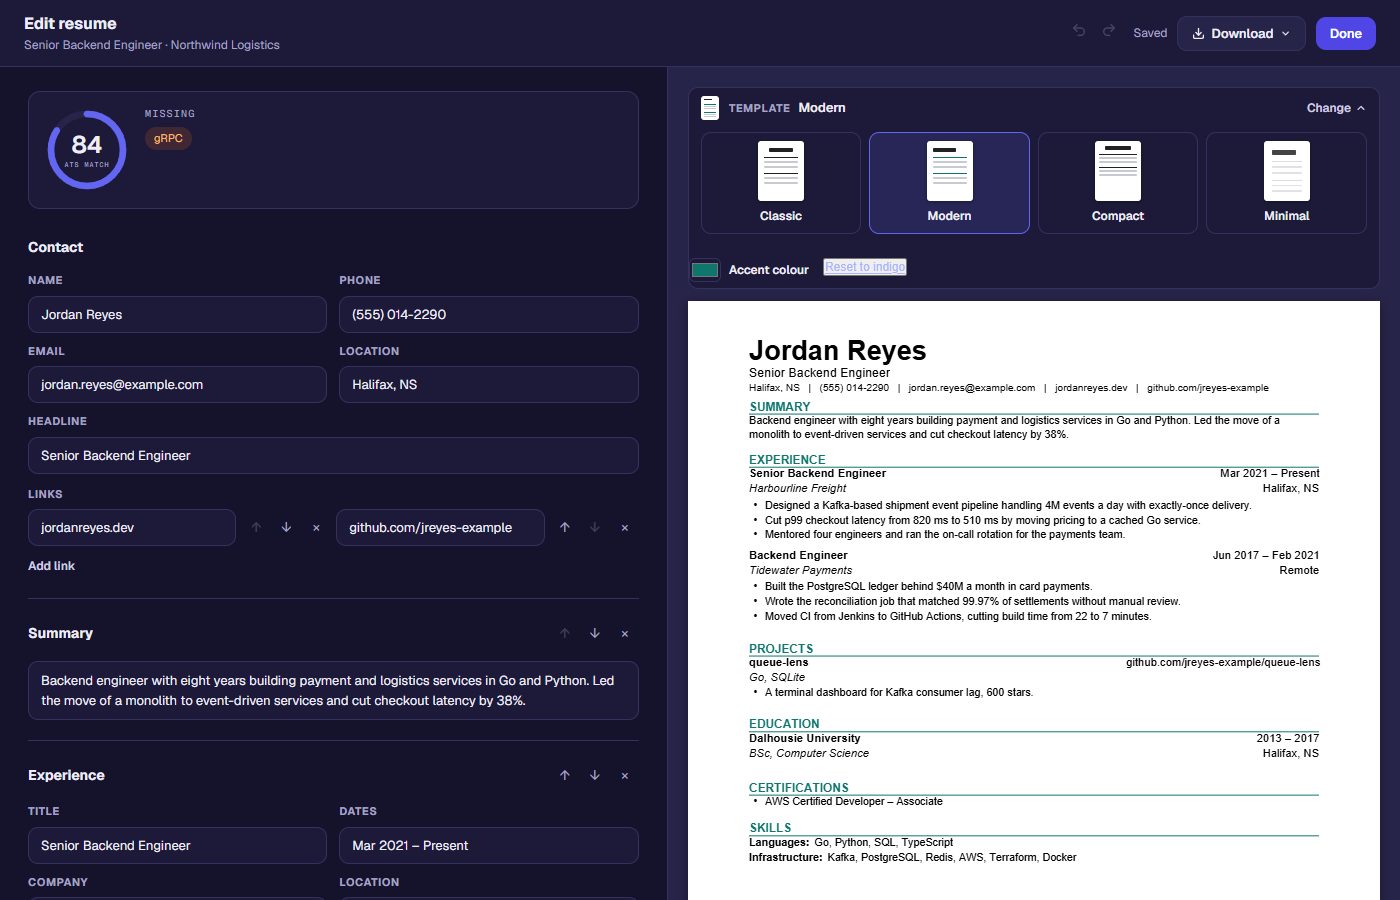 Edit resume
Senior Backend Engineer · Northwind Logistics
Saved
Download
Done
84
ATS MATCH
MISSING
gRPC
Contact
NAME
PHONE
Jordan Reyes
(555) 014-2290
EMAIL
LOCATION
jordan.reyes@example.com
Halifax, NS
HEADLINE
Senior Backend Engineer
LINKS
jordanreyes.dev
github.com/jreyes-example
Add link
Summary
Backend engineer with eight years building payment and logistics services in Go and Python. Led
the move of a monolith to event-driven services and cut checkout latency by 38%.
Experience
TITLE
DATES
Senior Backend Engineer
Mar 2021 – Present
COMPANY
LOCATION
TEMPLATE Modern
Change
Classic
Modern
Compact
Minimal
Accent colour
Reset to indigo
Jordan Reyes
Senior Backend Engineer
Halifax, NS | (555) 014-2290 | jordan.reyes@example.com | jordanreyes.dev | github.com/jreyes-example
SUMMARY
Backend engineer with eight years building payment and logistics services in Go and Python. Led the move of a
monolith to event-driven services and cut checkout latency by 38%.
EXPERIENCE
Senior Backend Engineer Mar 2021 – Present
Harbourline Freight Halifax, NS
• Designed a Kafka-based shipment event pipeline handling 4M events a day with exactly-once delivery.
• Cut p99 checkout latency from 820 ms to 510 ms by moving pricing to a cached Go service.
• Mentored four engineers and ran the on-call rotation for the payments team.
Backend Engineer Jun 2017 – Feb 2021
Tidewater Payments Remote
• Built the PostgreSQL ledger behind $40M a month in card payments.
• Wrote the reconciliation job that matched 99.97% of settlements without manual review.
• Moved CI from Jenkins to GitHub Actions, cutting build time from 22 to 7 minutes.
PROJECTS
queue-lens github.com/jreyes-example/queue-lens
Go, SQLite
• A terminal dashboard for Kafka consumer lag, 600 stars.
EDUCATION
Dalhousie University 2013 – 2017
BSc, Computer Science Halifax, NS
CERTIFICATIONS
• AWS Certified Developer – Associate
SKILLS
Languages: Go, Python, SQL, TypeScript
Infrastructure: Kafka, PostgreSQL, Redis, AWS, Terraform, Docker